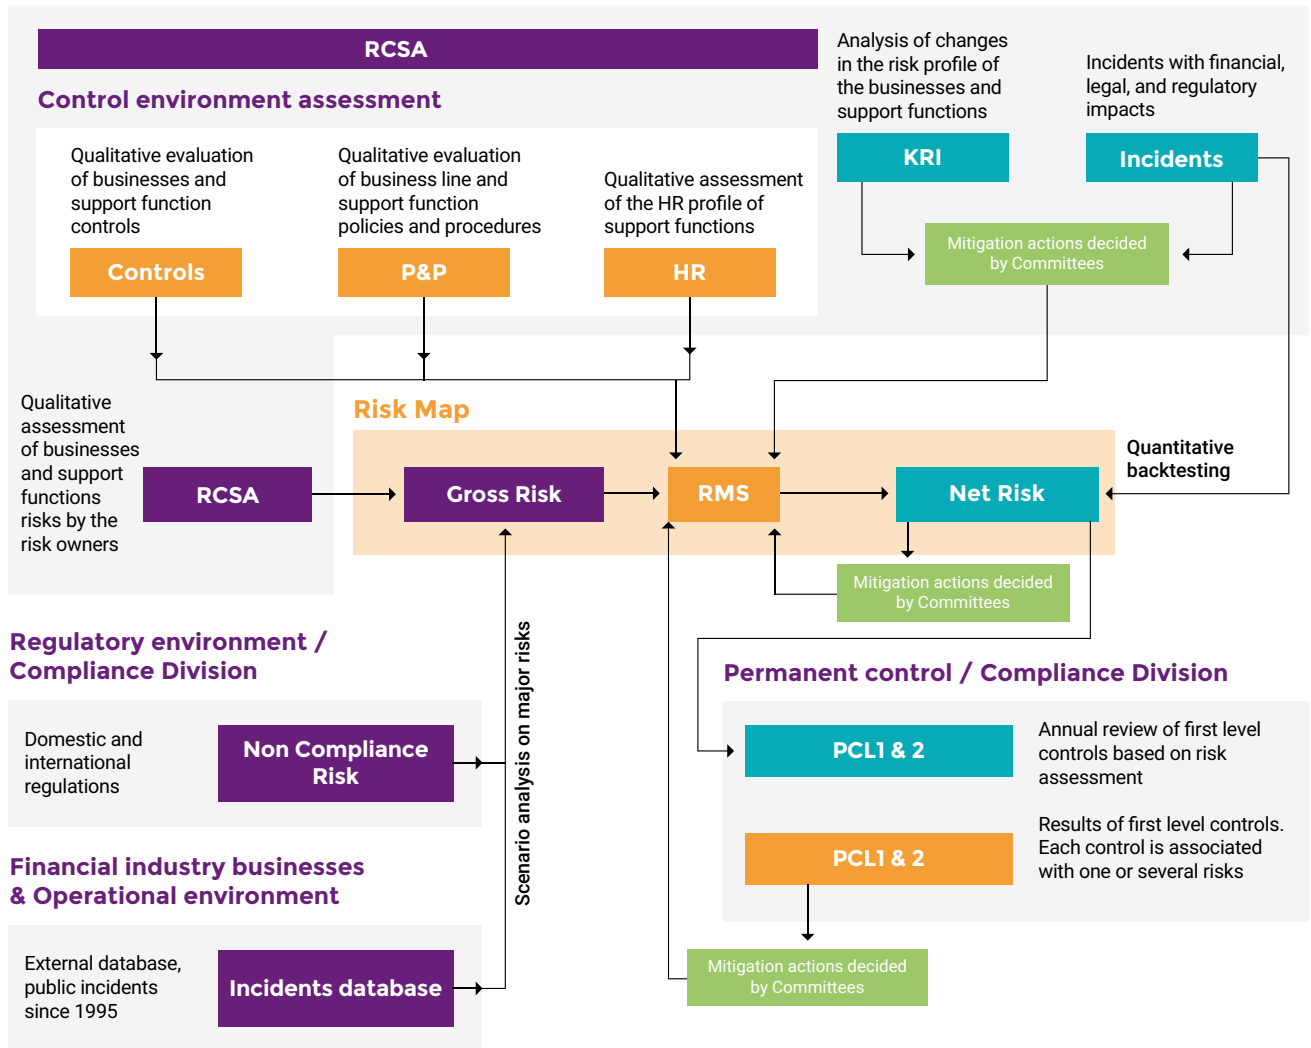 RCSA
Control environment assessment
Qualitative evaluation
of businesses and
support function
controls
Controls
Qualitative evaluation
of business line and
support function
policies and procedures
P&P
Qualitative assessment
of the HR profile of
support functions
HR
Analysis of changes
in the risk profile of
the businesses and
support functions
KRI
Incidents with financial,
legal, and regulatory
impacts
Incidents
Mitigation actions decided
by Committees
Qualitative
assessment
of businesses
and support
functions
risks by the
risk owners
RCSA
Risk Map
Gross Risk
RMS
Net Risk
Quantitative
backtesting
Mitigation actions decided
by Committees
Regulatory environment /
Compliance Division
Domestic and
international
regulations
Non Compliance
Risk
Scenario analysis on major risks
Financial industry businesses
& Operational environment
External database,
public incidents
since 1995
Incidents database
Permanent control / Compliance Division
PCL1 & 2
Annual review of first level
controls based on risk
assessment
PCL1 & 2
Results of first level controls.
Each control is associated
with one or several risks
Mitigation actions decided
by Committees